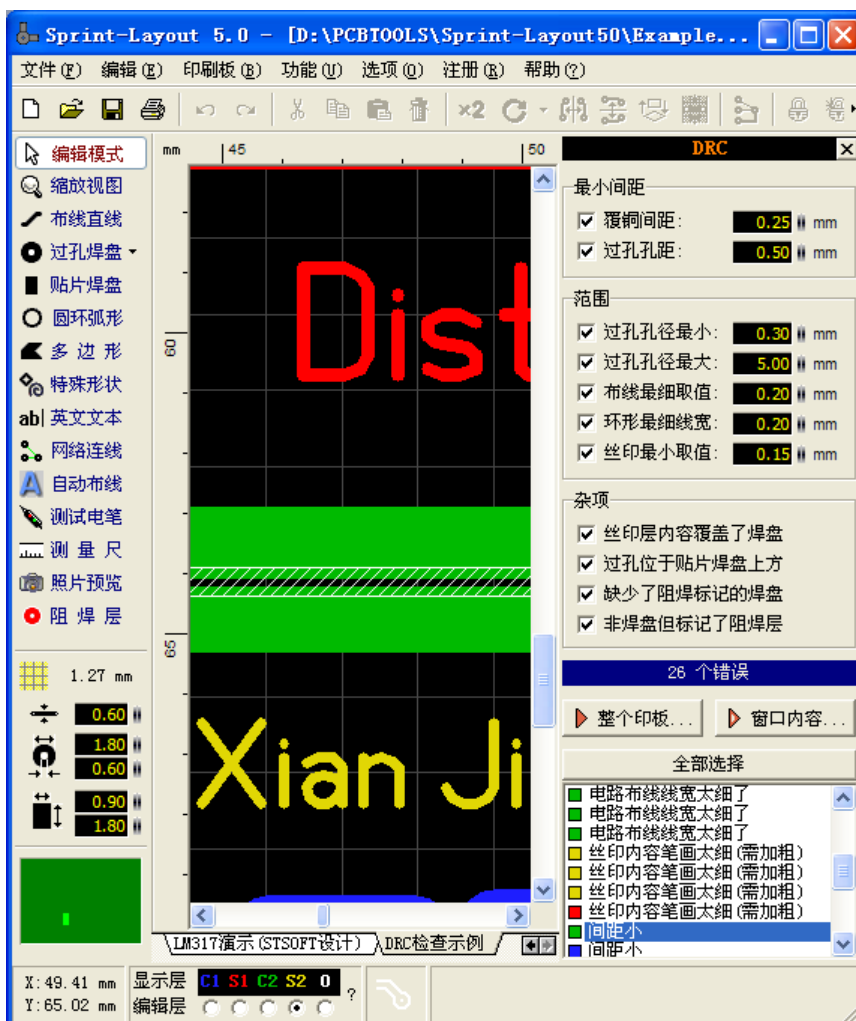 Sprint-Layout 5.0 - [D:\PCBTOOLS\Sprint-Layout50\Example...
文件(F) 编辑(E) 印刷板(B) 功能(U) 选项(O) 注册(R) 帮助(?)
×2
编辑模式
缩放视图
布线直线
过孔焊盘
贴片焊盘
圆环弧形
多 边 形
特殊形状
ab| 英文文本
网络连线
自动布线
测试电笔
测 量 尺
照片预览
阻 焊 层
1.27 mm
0.60
1.80
0.60
0.90
1.80
mm 45 50
60
65
Dist
Xian Ji
LM317演示(STSOFT设计) DRC检查示例
DRC
最小间距
覆铜间距: 0.25 mm
过孔孔距: 0.50 mm
范围
过孔孔径最小: 0.30 mm
过孔孔径最大: 5.00 mm
布线最细取值: 0.20 mm
环形最细线宽: 0.20 mm
丝印最小取值: 0.15 mm
杂项
丝印层内容覆盖了焊盘
过孔位于贴片焊盘上方
缺少了阻焊标记的焊盘
非焊盘但标记了阻焊层
26 个错误
整个印板... 窗口内容...
全部选择
电路布线线宽太细了
电路布线线宽太细了
电路布线线宽太细了
丝印内容笔画太细(需加粗)
丝印内容笔画太细(需加粗)
丝印内容笔画太细(需加粗)
丝印内容笔画太细(需加粗)
间距小
间距小
X:49.41 mm
Y:65.02 mm
显示层 C1 S1 C2 S2 O
编辑层
?